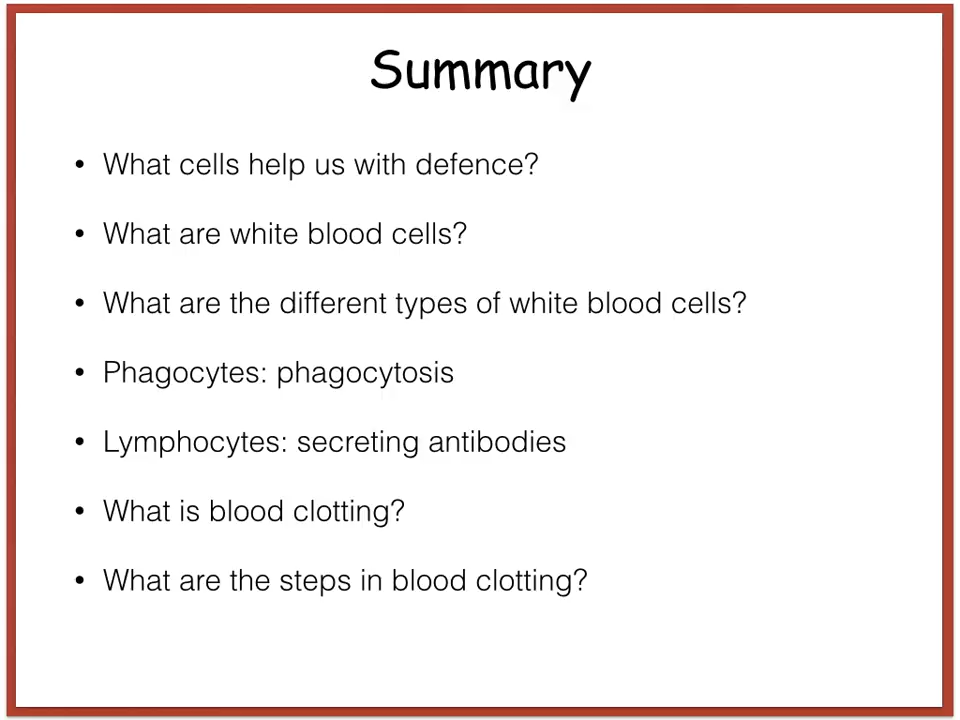 Summary
• What cells help us with defence?
• What are white blood cells?
• What are the different types of white blood cells?
• Phagocytes: phagocytosis
• Lymphocytes: secreting antibodies
• What is blood clotting?
• What are the steps in blood clotting?